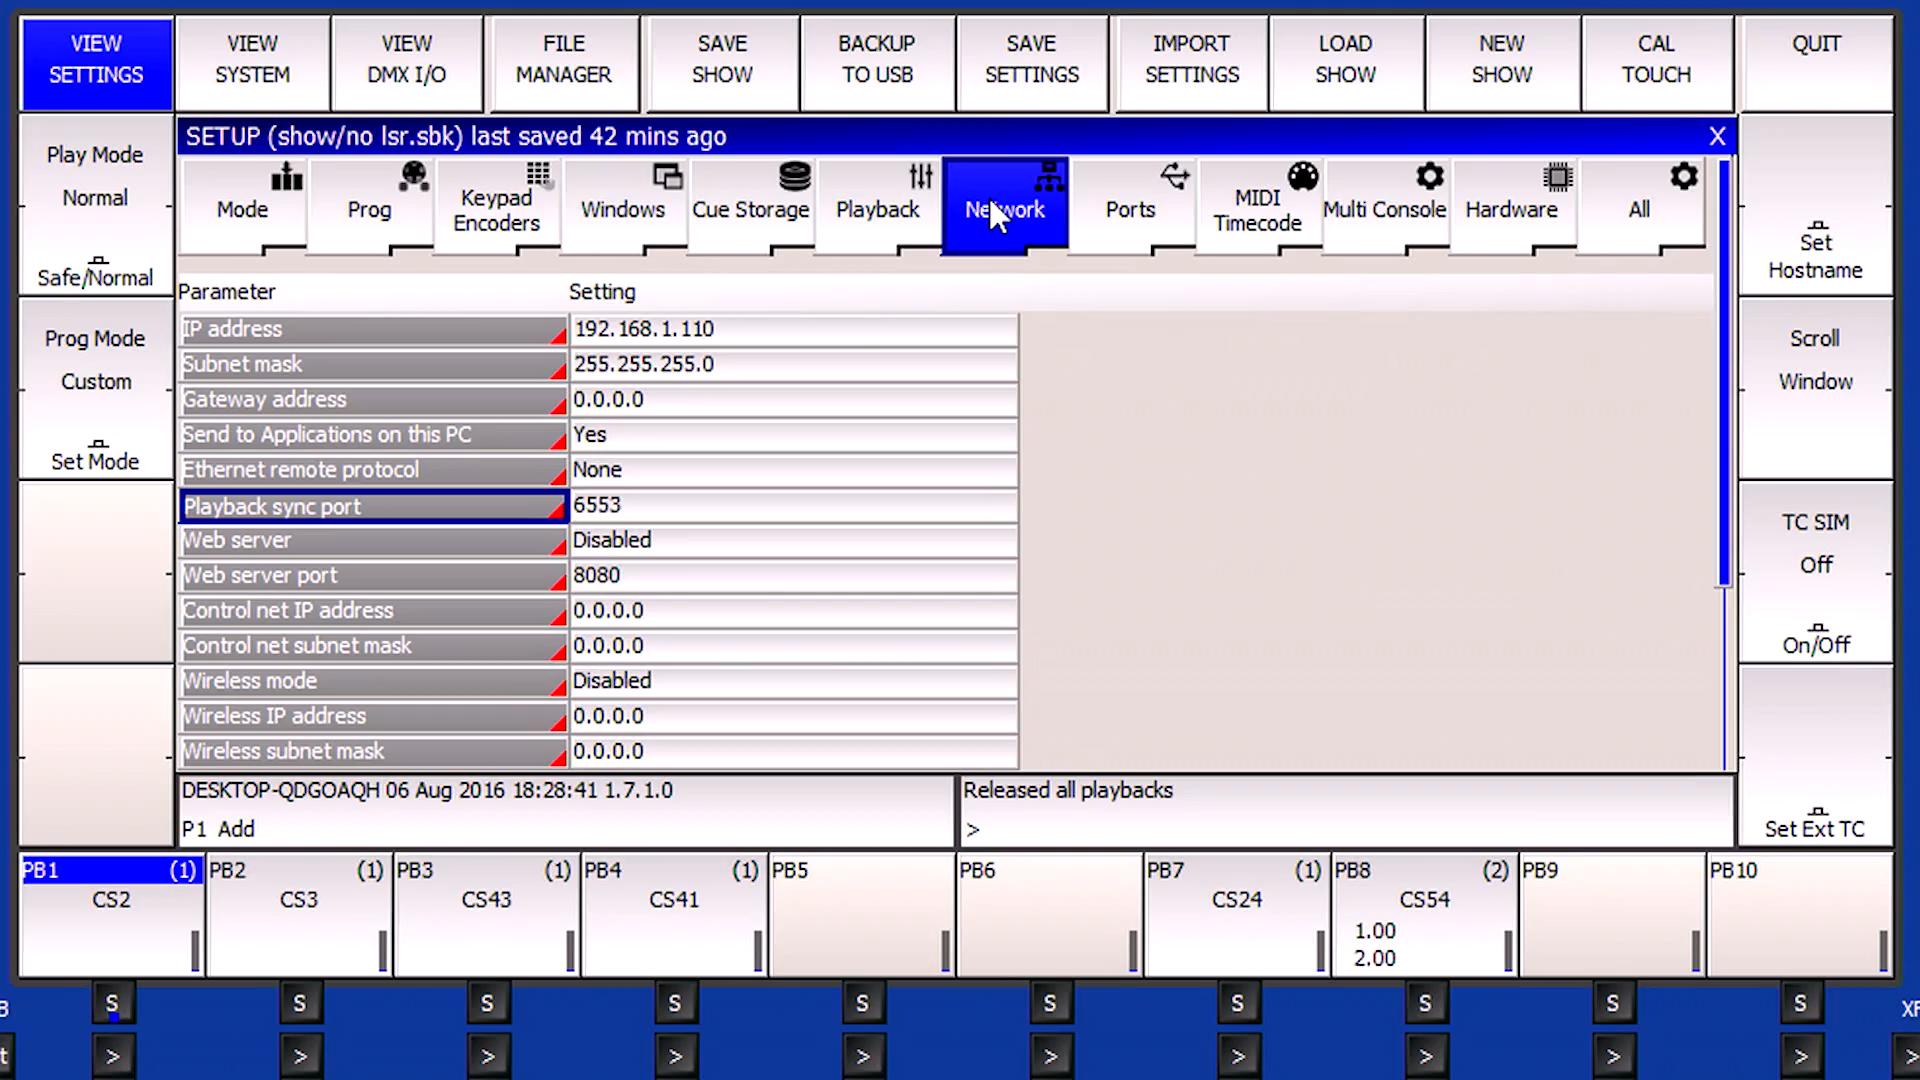 VIEW
SETTINGS
VIEW
SYSTEM
VIEW
DMX I/O
FILE
MANAGER
SAVE
SHOW
BACKUP
TO USB
SAVE
SETTINGS
IMPORT
SETTINGS
LOAD
SHOW
NEW
SHOW
CAL
TOUCH
QUIT
Play Mode
Normal
Safe/Normal
Prog Mode
Custom
Set Mode
SETUP (show/no lsr.sbk) last saved 42 mins ago
X
Mode
Prog
Keypad
Encoders
Windows
Cue Storage
Playback
Network
Ports
MIDI
Timecode
Multi Console
Hardware
All
Parameter Setting
IP address 192.168.1.110
Subnet mask 255.255.255.0
Gateway address 0.0.0.0
Send to Applications on this PC Yes
Ethernet remote protocol None
Playback sync port 6553
Web server Disabled
Web server port 8080
Control net IP address 0.0.0.0
Control net subnet mask 0.0.0.0
Wireless mode Disabled
Wireless IP address 0.0.0.0
Wireless subnet mask 0.0.0.0
Set
Hostname
Scroll
Window
TC SIM
Off
On/Off
Set Ext TC
DESKTOP-QDGOAQH 06 Aug 2016 18:28:41 1.7.1.0
P1 Add
Released all playbacks
>
PB1 (1)
CS2
PB2 (1)
CS3
PB3 (1)
CS43
PB4 (1)
CS41
PB5
PB6
PB7 (1)
CS24
PB8 (2)
CS54
1.00
2.00
PB9
PB10
S S S S S S S S S S
> > > > > > > > > > >